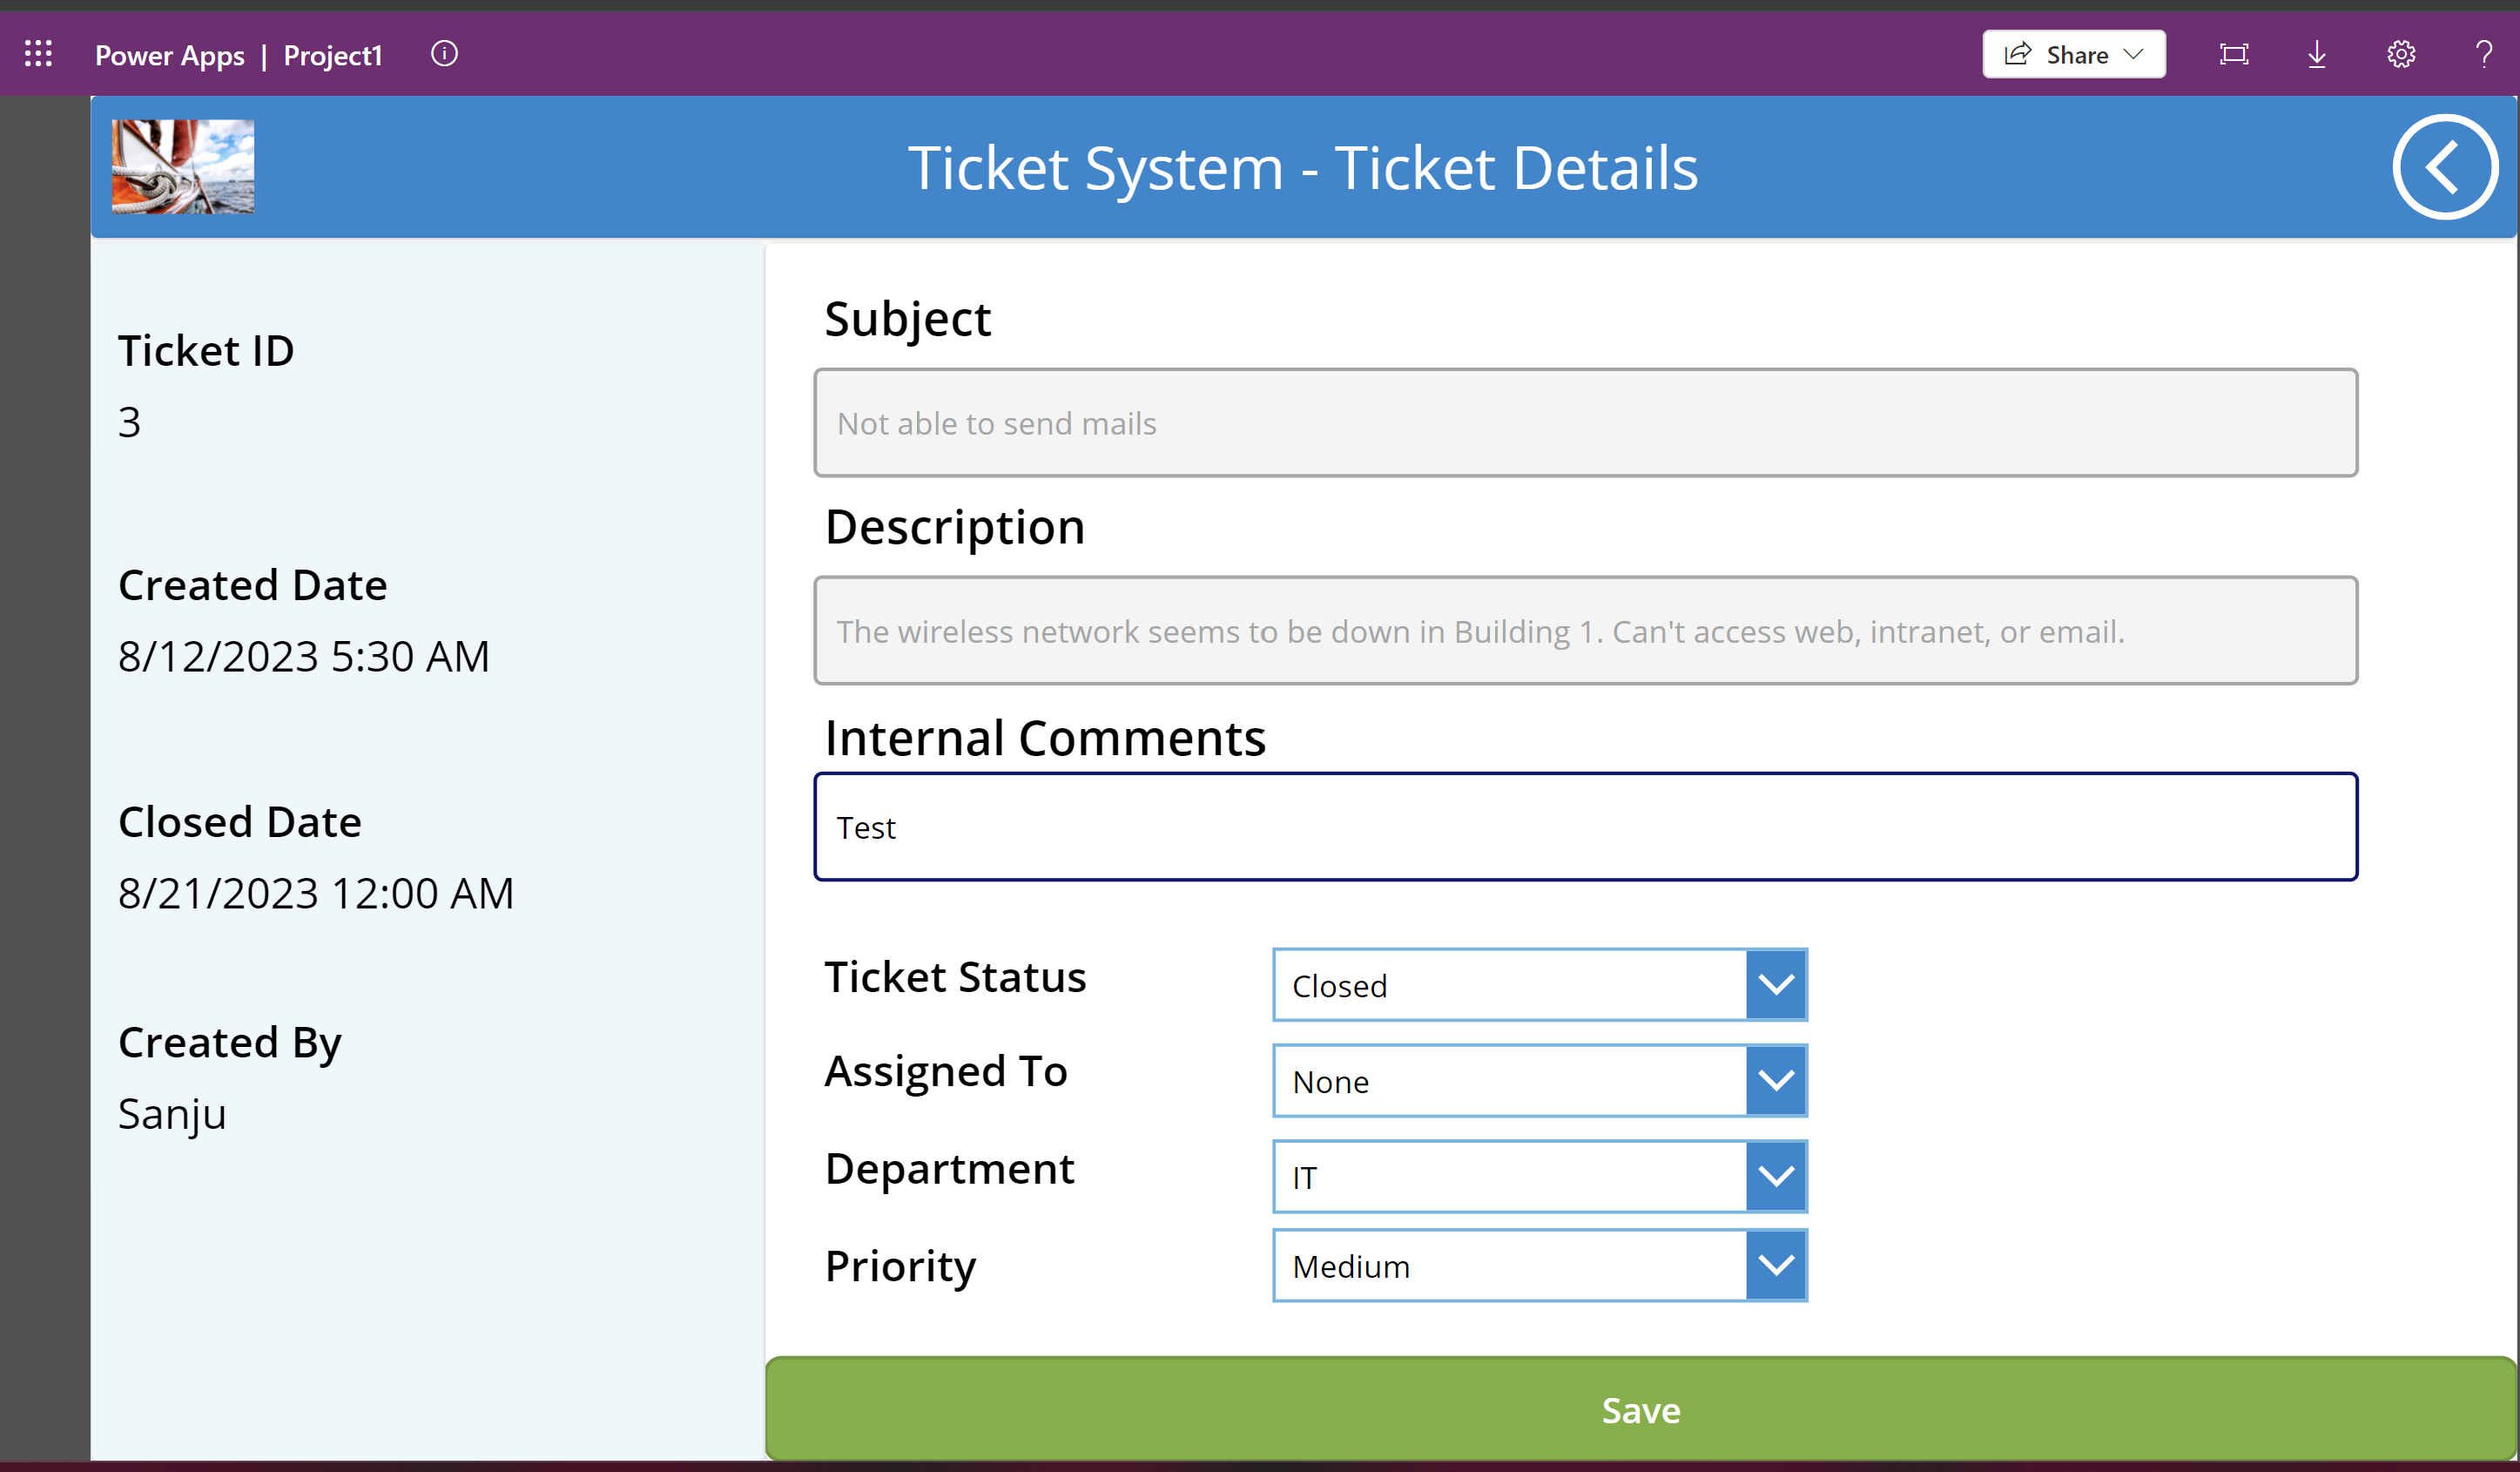 Power Apps | Project1
Share
Ticket System - Ticket Details
Ticket ID
3
Created Date
8/12/2023 5:30 AM
Closed Date
8/21/2023 12:00 AM
Created By
Sanju
Subject
Not able to send mails
Description
The wireless network seems to be down in Building 1. Can't access web, intranet, or email.
Internal Comments
Test
Ticket Status
Closed
Assigned To
None
Department
IT
Priority
Medium
Save